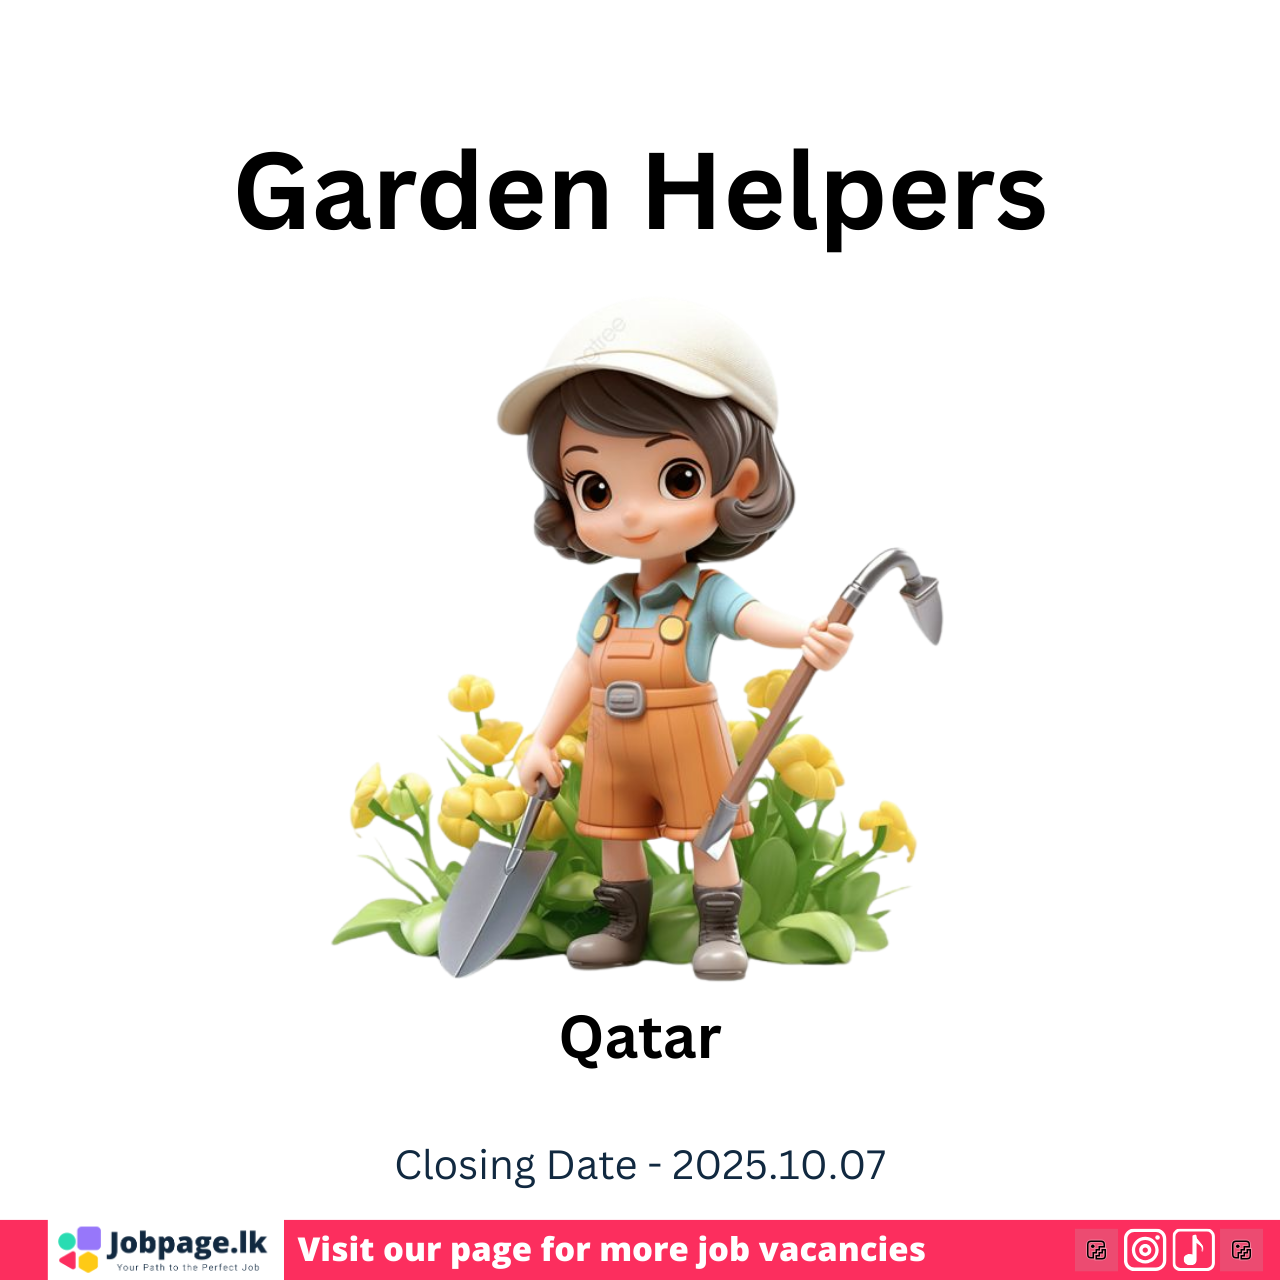 Garden Helpers
Qatar
Closing Date - 2025.10.07
Jobpage.lk
Your Path to the Perfect Job
Visit our page for more job vacancies